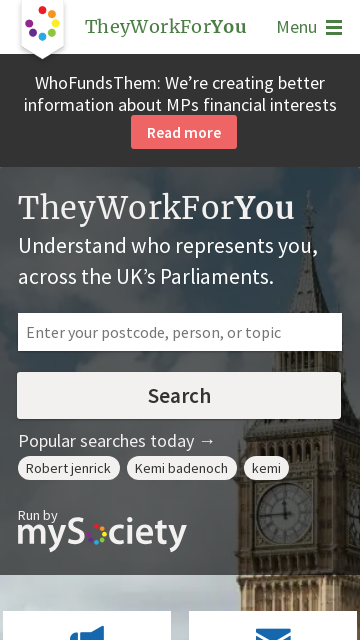 TheyWorkForYou
Menu
WhoFundsThem: We’re creating better
information about MPs financial interests
Read more
TheyWorkForYou
Understand who represents you,
across the UK’s Parliaments.
Enter your postcode, person, or topic
Search
Popular searches today →
Robert jenrick
Kemi badenoch
kemi
Run by
mySociety